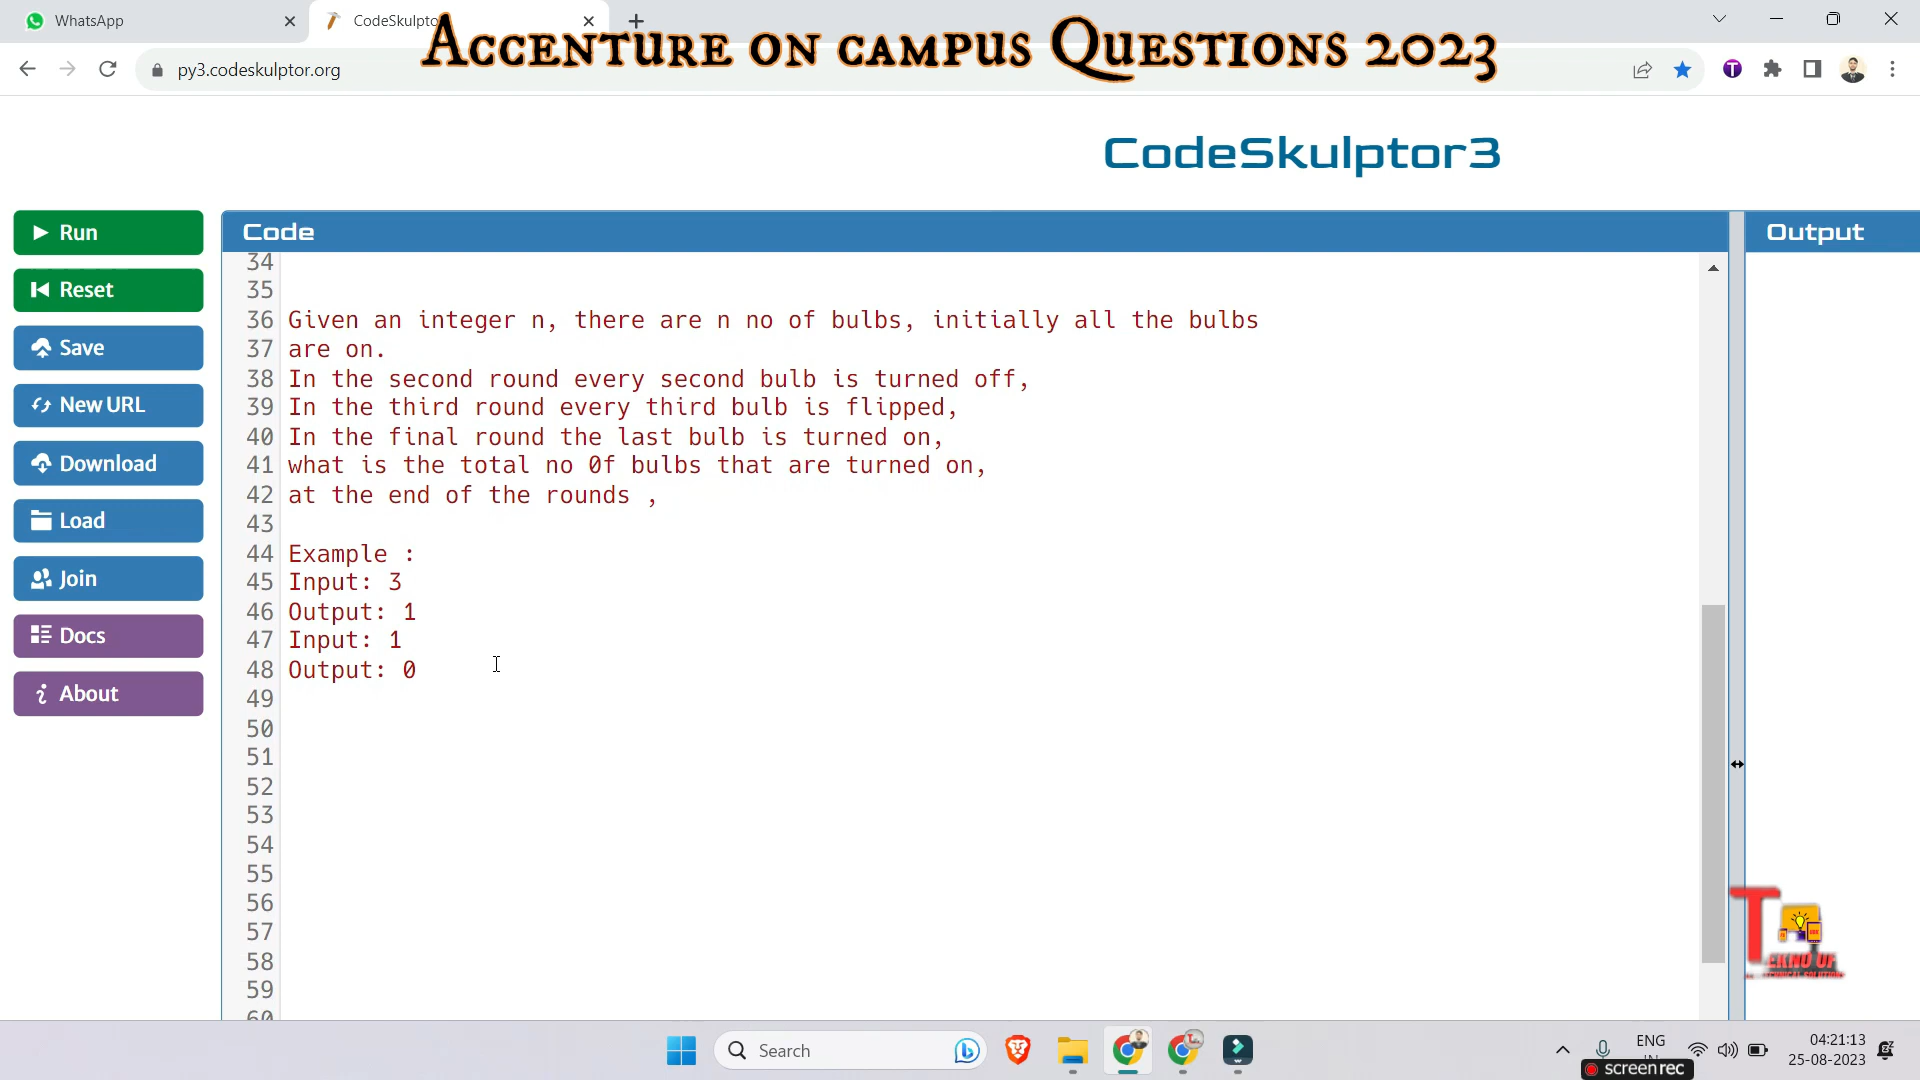 WhatsApp
CodeSkulpto
Accenture on campus Questions 2023
py3.codeskulptor.org
CodeSkulptor3
Run
Reset
Save
New URL
Download
Load
Join
Docs
About
Code
Output
34
35
36 Given an integer n, there are n no of bulbs, initially all the bulbs
37 are on.
38 In the second round every second bulb is turned off,
39 In the third round every third bulb is flipped,
40 In the final round the last bulb is turned on,
41 what is the total no 0f bulbs that are turned on,
42 at the end of the rounds ,
43
44 Example :
45 Input: 3
46 Output: 1
47 Input: 1
48 Output: 0
49
50
51
52
53
54
55
56
57
58
59
60
Search
ENG
04:21:13
25-08-2023
screenrec